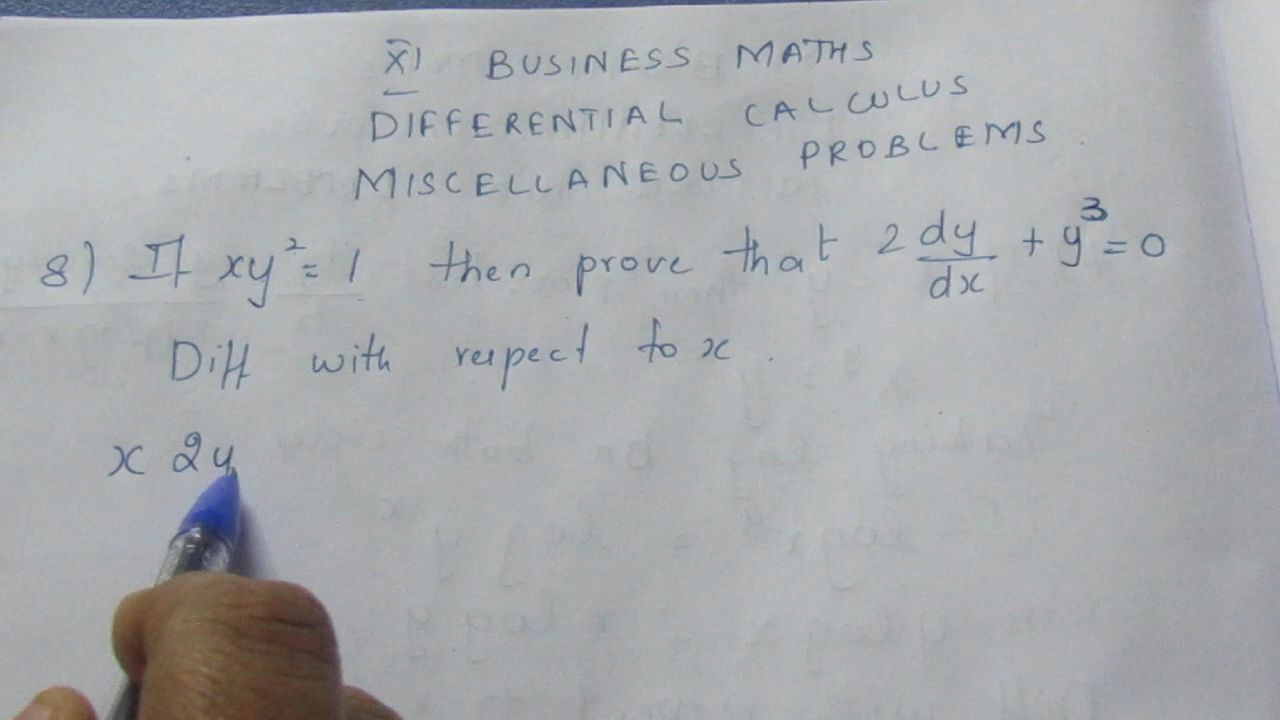 XI BUSINESS MATHS
DIFFERENTIAL CALCULUS
MISCELLANEOUS PROBLEMS
8) If xy² = 1 then prove that 2 dy/dx + y³ = 0
Diff with respect to x.
x 2y